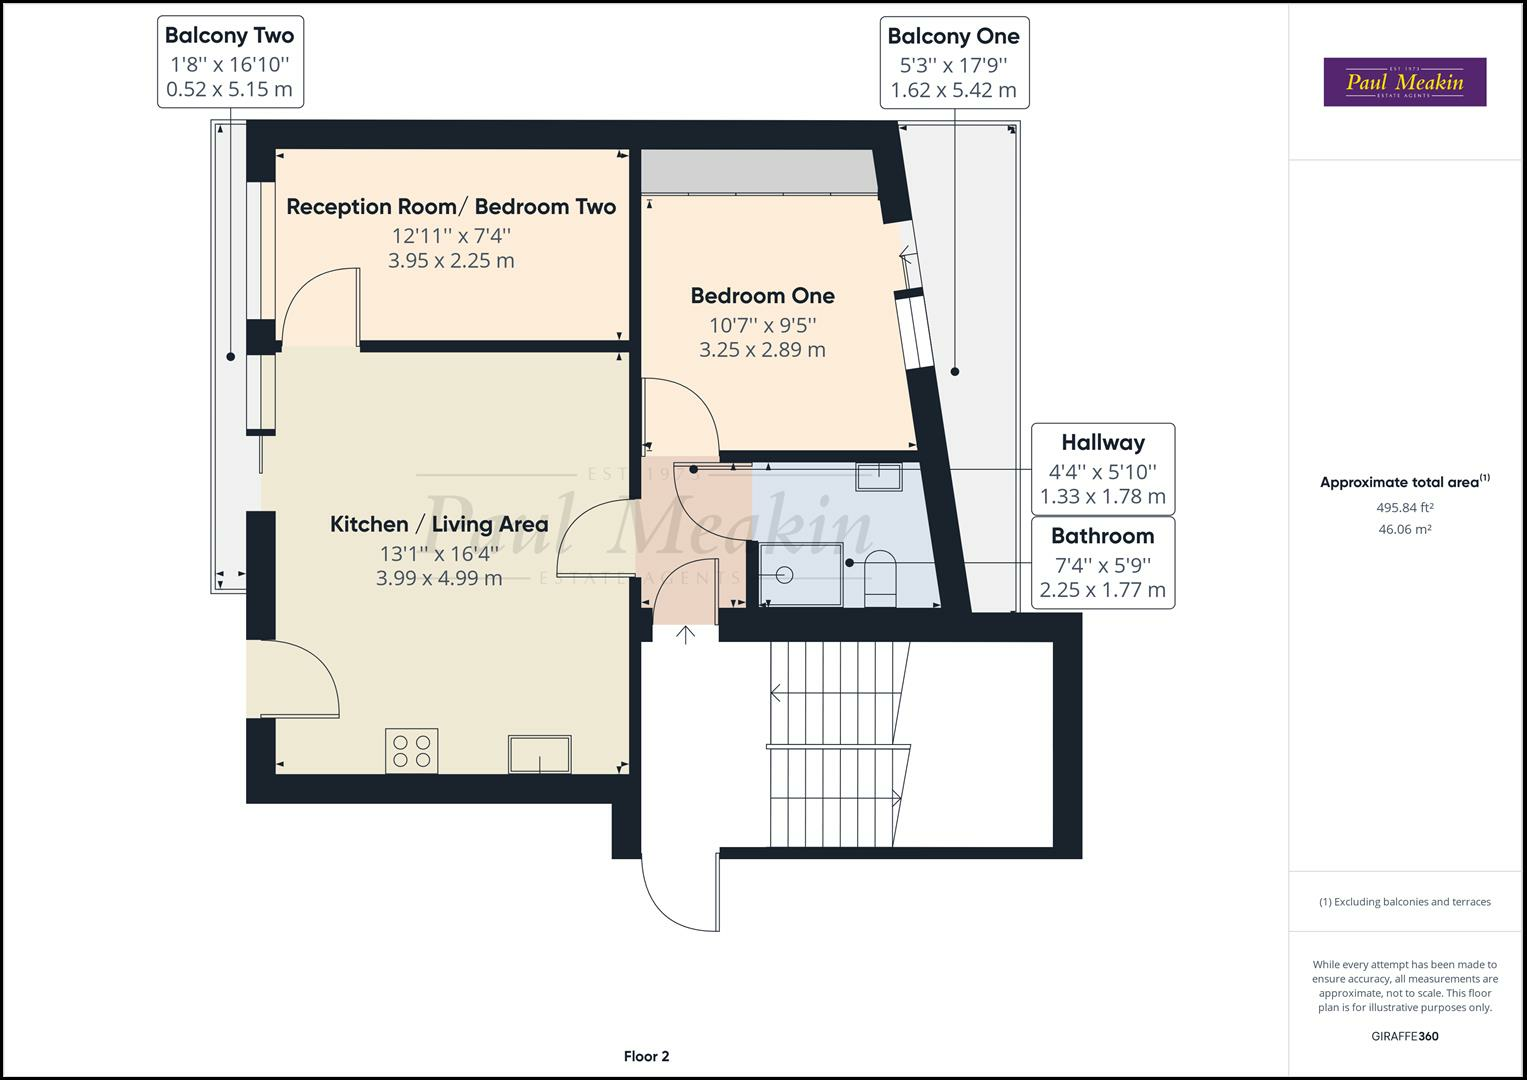 Balcony Two
1'8'' x 16'10''
0.52 x 5.15 m
Balcony One
5'3'' x 17'9''
1.62 x 5.42 m
EST 1973
Paul Meakin
ESTATE AGENTS
Reception Room/ Bedroom Two
12'11'' x 7'4''
3.95 x 2.25 m
Bedroom One
10'7'' x 9'5''
3.25 x 2.89 m
Hallway
4'4'' x 5'10''
1.33 x 1.78 m
EST 1973
Paul Meakin
ESTATE AGENTS
Kitchen / Living Area
13'1'' x 16'4''
3.99 x 4.99 m
Bathroom
7'4'' x 5'9''
2.25 x 1.77 m
Approximate total area(1)
495.84 ft²
46.06 m²
(1) Excluding balconies and terraces
While every attempt has been made to
ensure accuracy, all measurements are
approximate, not to scale. This floor
plan is for illustrative purposes only.
GIRAFFE360
Floor 2